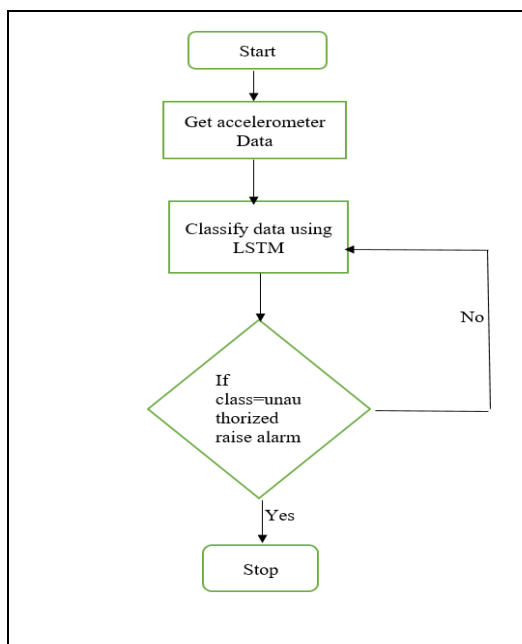 Start
Get accelerometer
Data
Classify data using
LSTM
No
If
class=unau
thorized
raise alarm
Yes
Stop